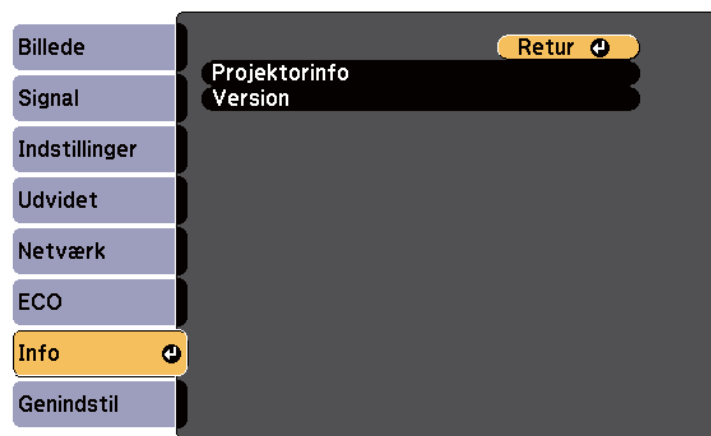 Billede
Signal
Indstillinger
Udvidet
Netværk
ECO
Info
Genindstil
Retur
Projektorinfo
Version